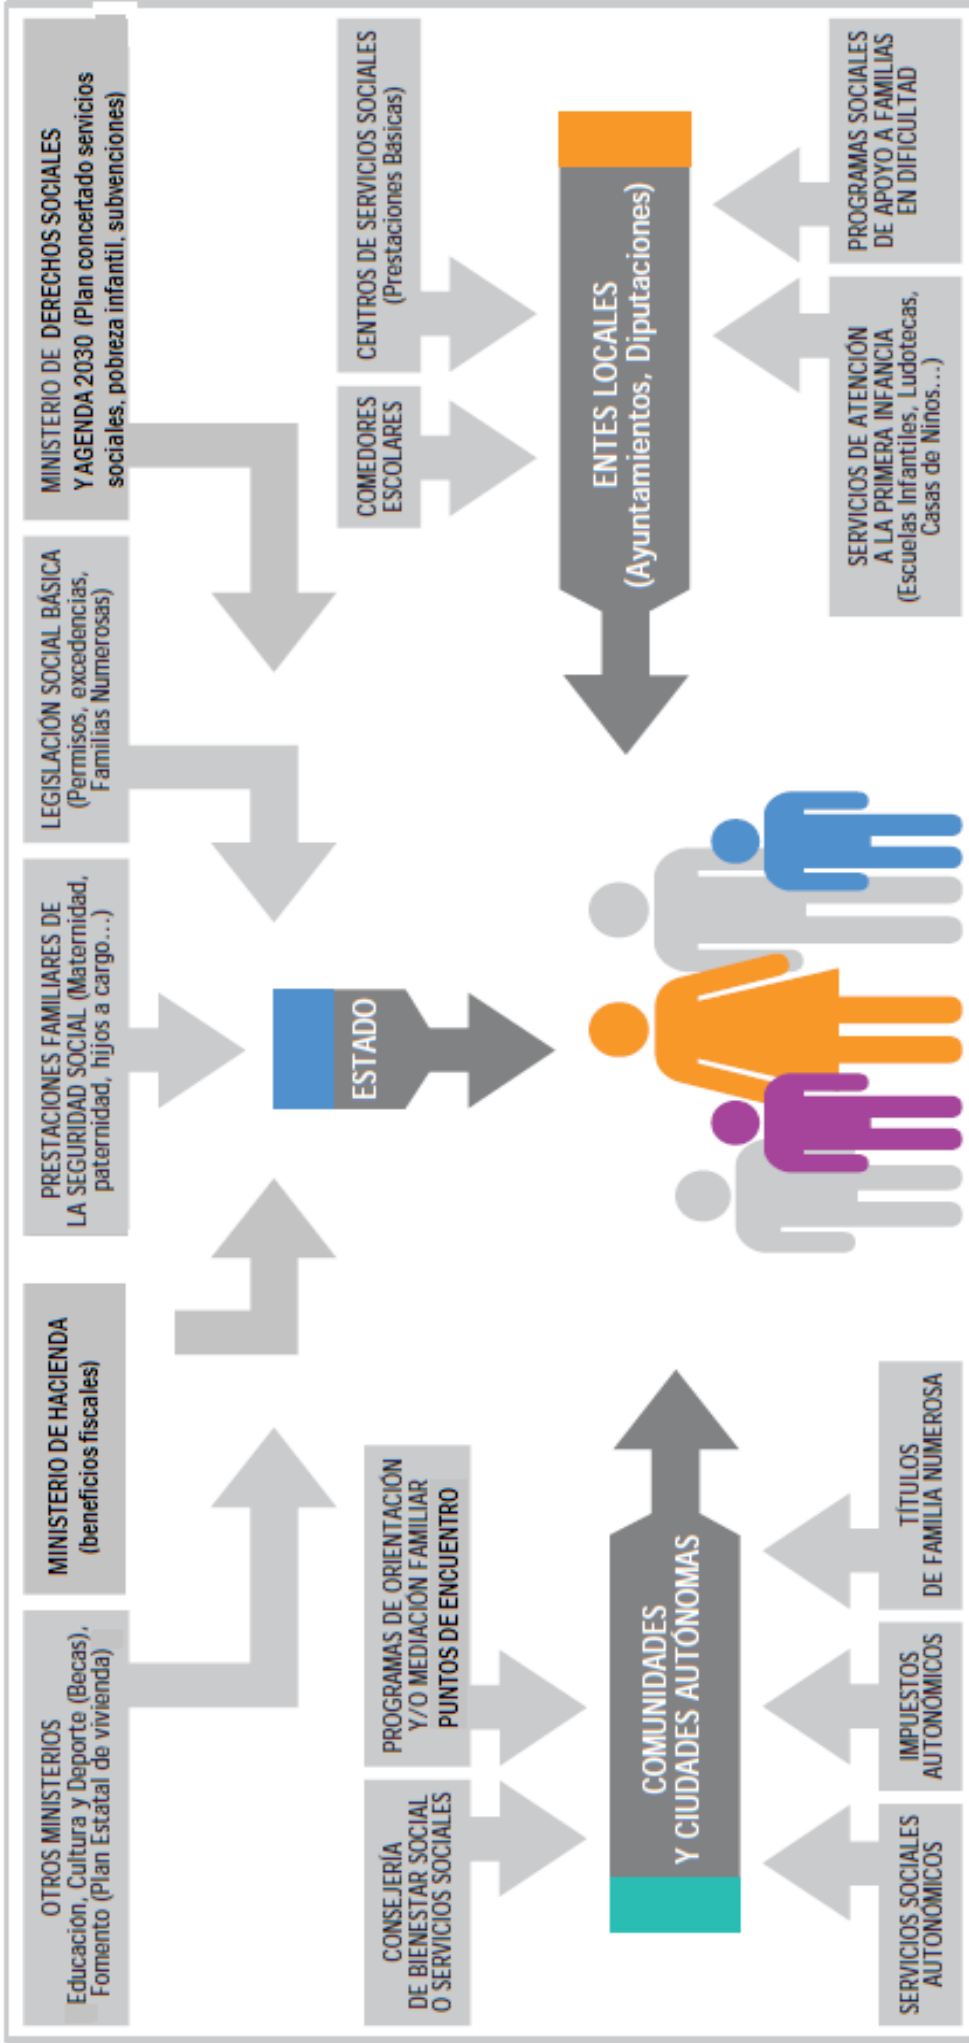 OTROS MINISTERIOS
Educación, Cultura y Deporte (Becas),
Fomento (Plan Estatal de vivienda)
MINISTERIO DE HACIENDA
(beneficios fiscales)
PRESTACIONES FAMILIARES DE
LA SEGURIDAD SOCIAL (Maternidad,
paternidad, hijos a cargo...)
LEGISLACIÓN SOCIAL BÁSICA
(Permisos, excedencias,
Familias Numerosas)
MINISTERIO DE DERECHOS SOCIALES
Y AGENDA 2030 (Plan concertado servicios
sociales, pobreza infantil, subvenciones)
CONSEJERÍA
DE BIENESTAR SOCIAL
O SERVICIOS SOCIALES
PROGRAMAS DE ORIENTACIÓN
Y/O MEDIACIÓN FAMILIAR
PUNTOS DE ENCUENTRO
ESTADO
COMEDORES
ESCOLARES
CENTROS DE SERVICIOS SOCIALES
(Prestaciones Básicas)
COMUNIDADES
Y CIUDADES AUTÓNOMAS
ENTES LOCALES
(Ayuntamientos, Diputaciones)
SERVICIOS SOCIALES
AUTONÓMICOS
IMPUESTOS
AUTONÓMICOS
TÍTULOS
DE FAMILIA NUMEROSA
SERVICIOS DE ATENCIÓN
A LA PRIMERA INFANCIA
(Escuelas Infantiles, Ludotecas,
Casas de Niños...)
PROGRAMAS SOCIALES
DE APOYO A FAMILIAS
EN DIFICULTAD